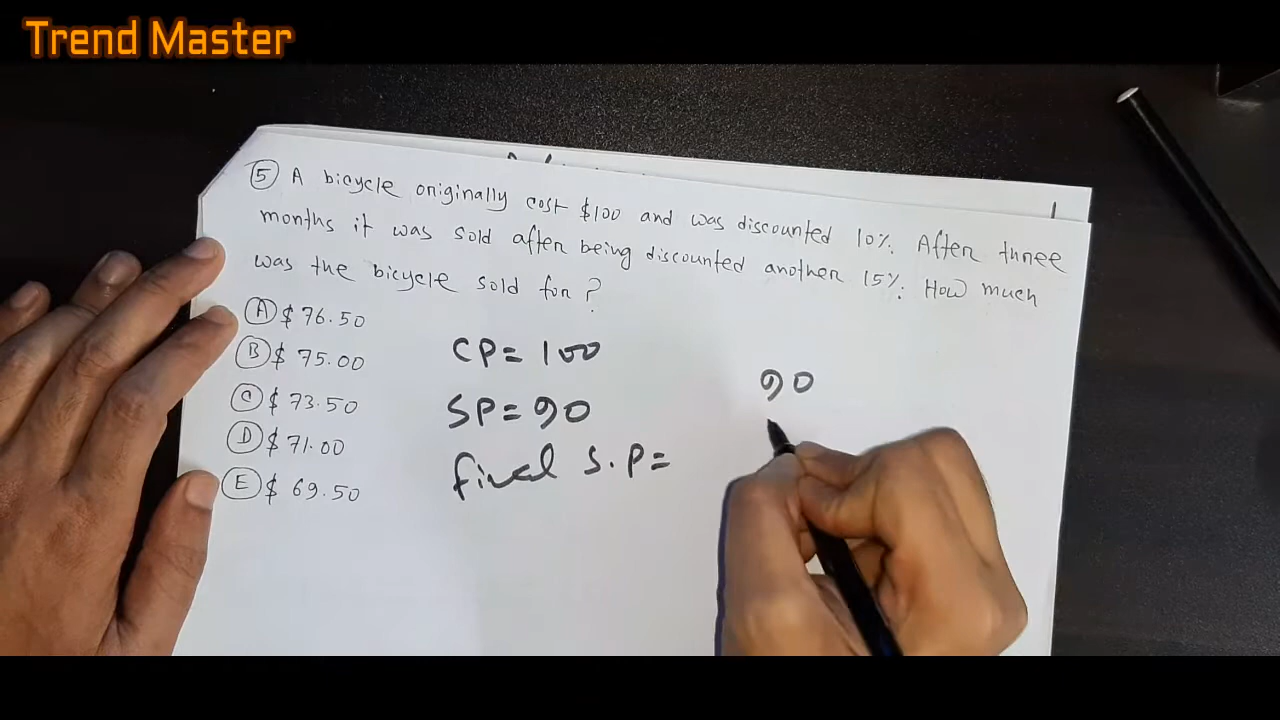 Trend Master
⑤ A bicycle originally cost $100 and was discounted 10%. After three
months it was sold after being discounted another 15%. How much
was the bicycle sold for?
Ⓐ $76.50
Ⓑ $ 75.00
Ⓒ $ 73.50
Ⓓ $ 71.00
Ⓔ $ 69.50
CP= 100
SP= 90
final S.P=
90